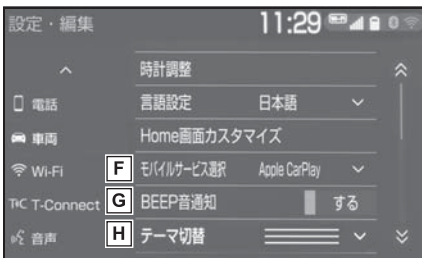 設定・編集 11:29
時計調整
電話 言語設定 日本語
車両 Home画面カスタマイズ
Wi-Fi F モバイルサービス選択 Apple CarPlay
T-Connect G BEEP音通知 する
音声 H テーマ切替